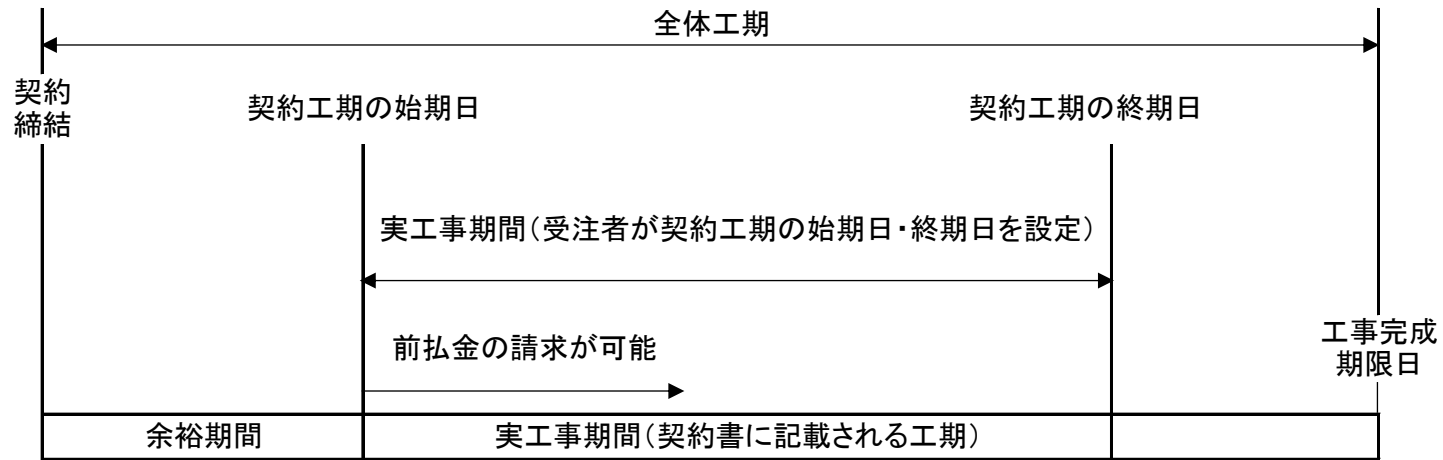 全体工期
契約
締結
契約工期の始期日
契約工期の終期日
実工事期間（受注者が契約工期の始期日・終期日を設定）
前払金の請求が可能
工事完成
期限日
余裕期間
実工事期間（契約書に記載される工期）